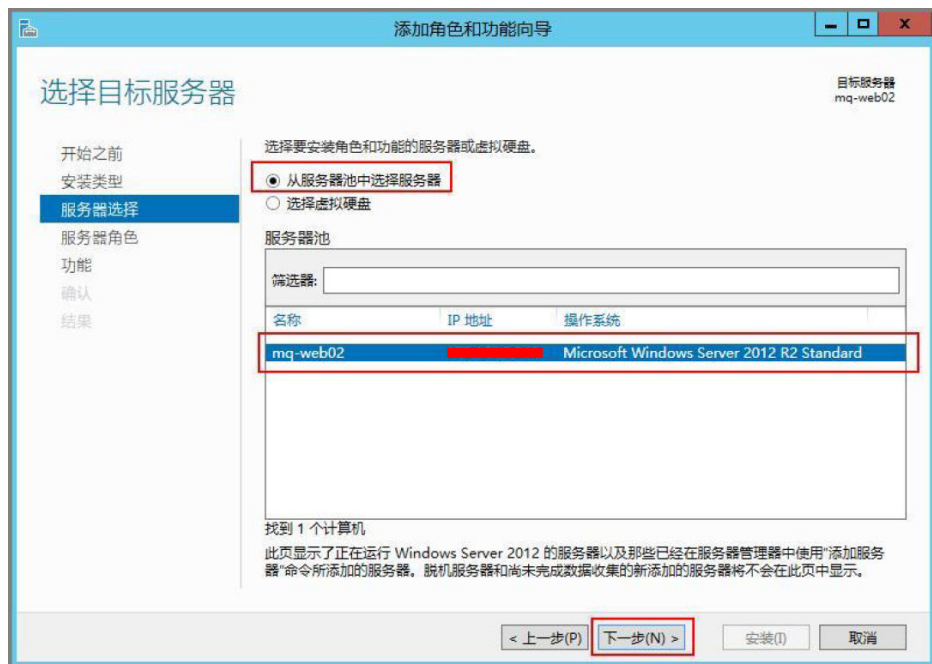 添加角色和功能向导
选择目标服务器
目标服务器
mq-web02
开始之前
安装类型
服务器选择
服务器角色
功能
确认
结果
选择要安装角色和功能的服务器或虚拟硬盘。
从服务器池中选择服务器
选择虚拟硬盘
服务器池
筛选器:
名称 IP 地址 操作系统
mq-web02 Microsoft Windows Server 2012 R2 Standard
找到 1 个计算机
此页显示了正在运行 Windows Server 2012 的服务器以及那些已经在服务器管理器中使用"添加服务
器"命令所添加的服务器。脱机服务器和尚未完成数据收集的新添加的服务器将不会在此页中显示。
< 上一步(P) 下一步(N) > 安装(I) 取消